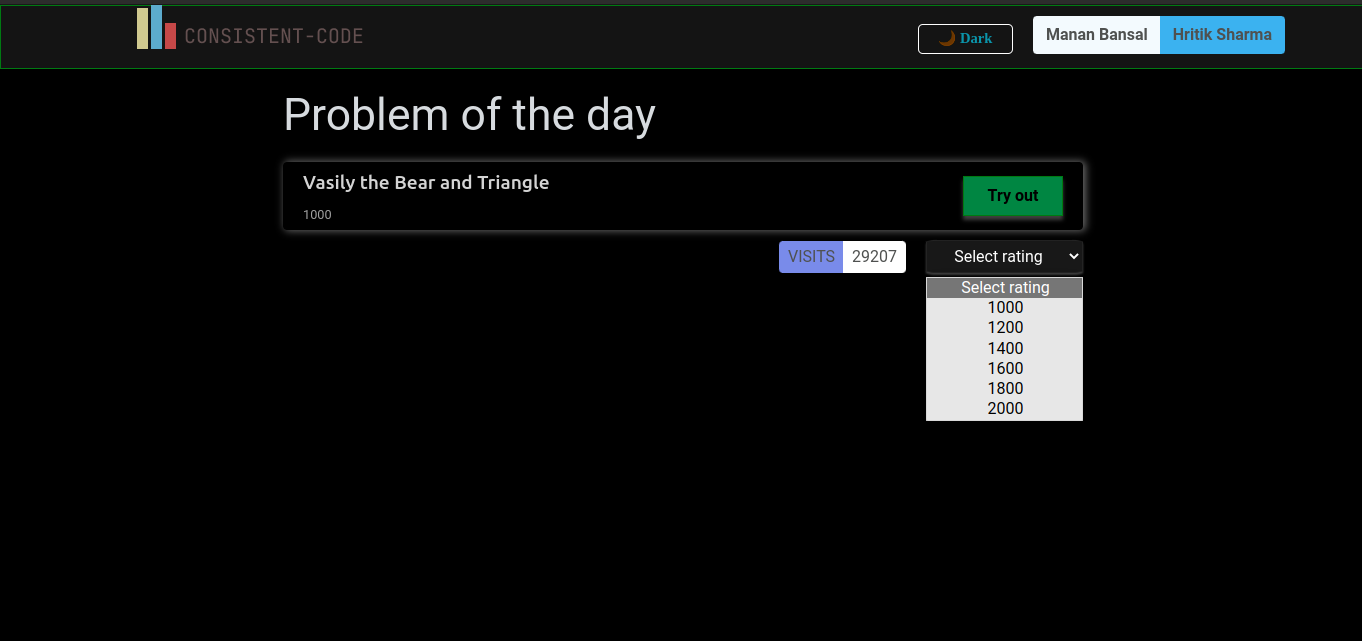 CONSISTENT-CODE
🌙 Dark
Manan Bansal
Hritik Sharma
Problem of the day
Vasily the Bear and Triangle
1000
Try out
VISITS 29207
Select rating
Select rating
1000
1200
1400
1600
1800
2000